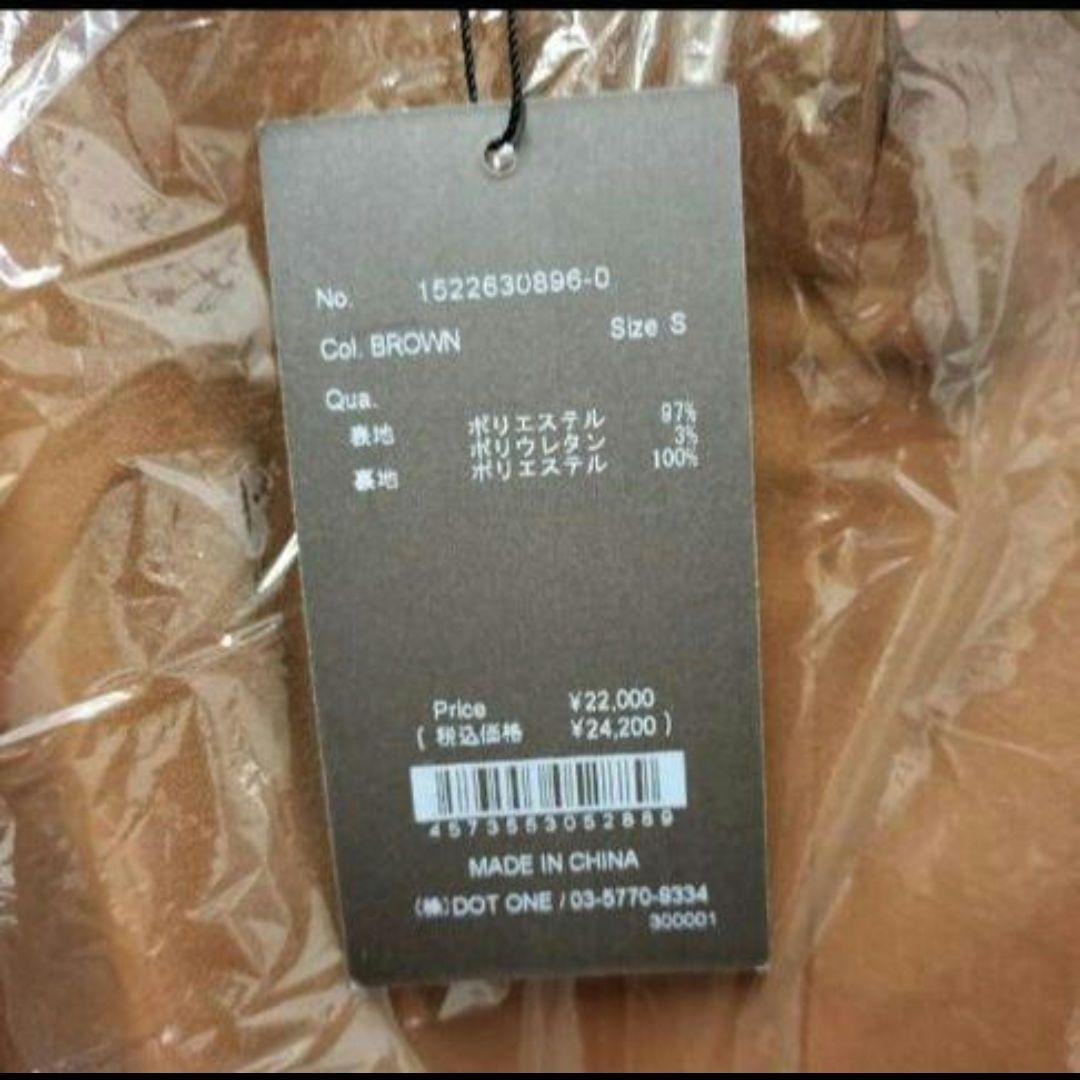 No. 1522630896-0
Col. BROWN Size S
Qua.
表地 ポリエステル 97%
ポリウレタン 3%
裏地 ポリエステル 100%
Price ¥22,000
( 税込価格 ¥24,200 )
4573553052889
MADE IN CHINA
(株)DOT ONE / 03-5770-9334
300001